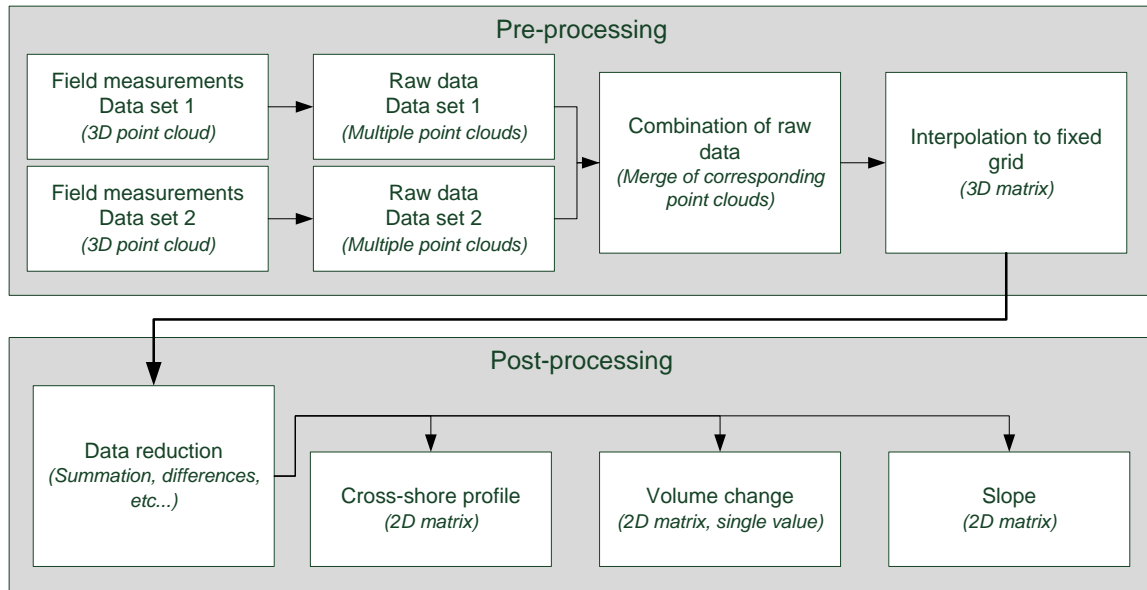 Pre-processing
Field measurements
Data set 1
(3D point cloud)
Raw data
Data set 1
(Multiple point clouds)
Field measurements
Data set 2
(3D point cloud)
Raw data
Data set 2
(Multiple point clouds)
Combination of raw
data
(Merge of corresponding
point clouds)
Interpolation to fixed
grid
(3D matrix)
Post-processing
Data reduction
(Summation, differences,
etc...)
Cross-shore profile
(2D matrix)
Volume change
(2D matrix, single value)
Slope
(2D matrix)